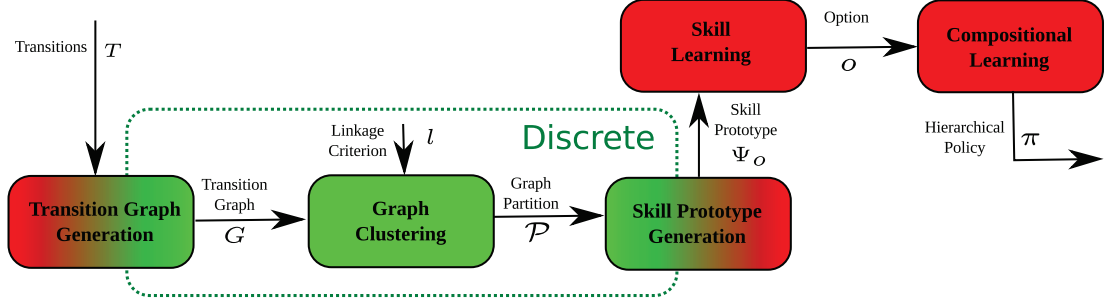 Transitions
T
Transition Graph
Generation
Transition
Graph
G
Linkage
Criterion
l
Discrete
Graph
Clustering
Graph
Partition
𝒫
Skill Prototype
Generation
Skill
Prototype
Ψ_O
Skill
Learning
Option
o
Compositional
Learning
Hierarchical
Policy
π